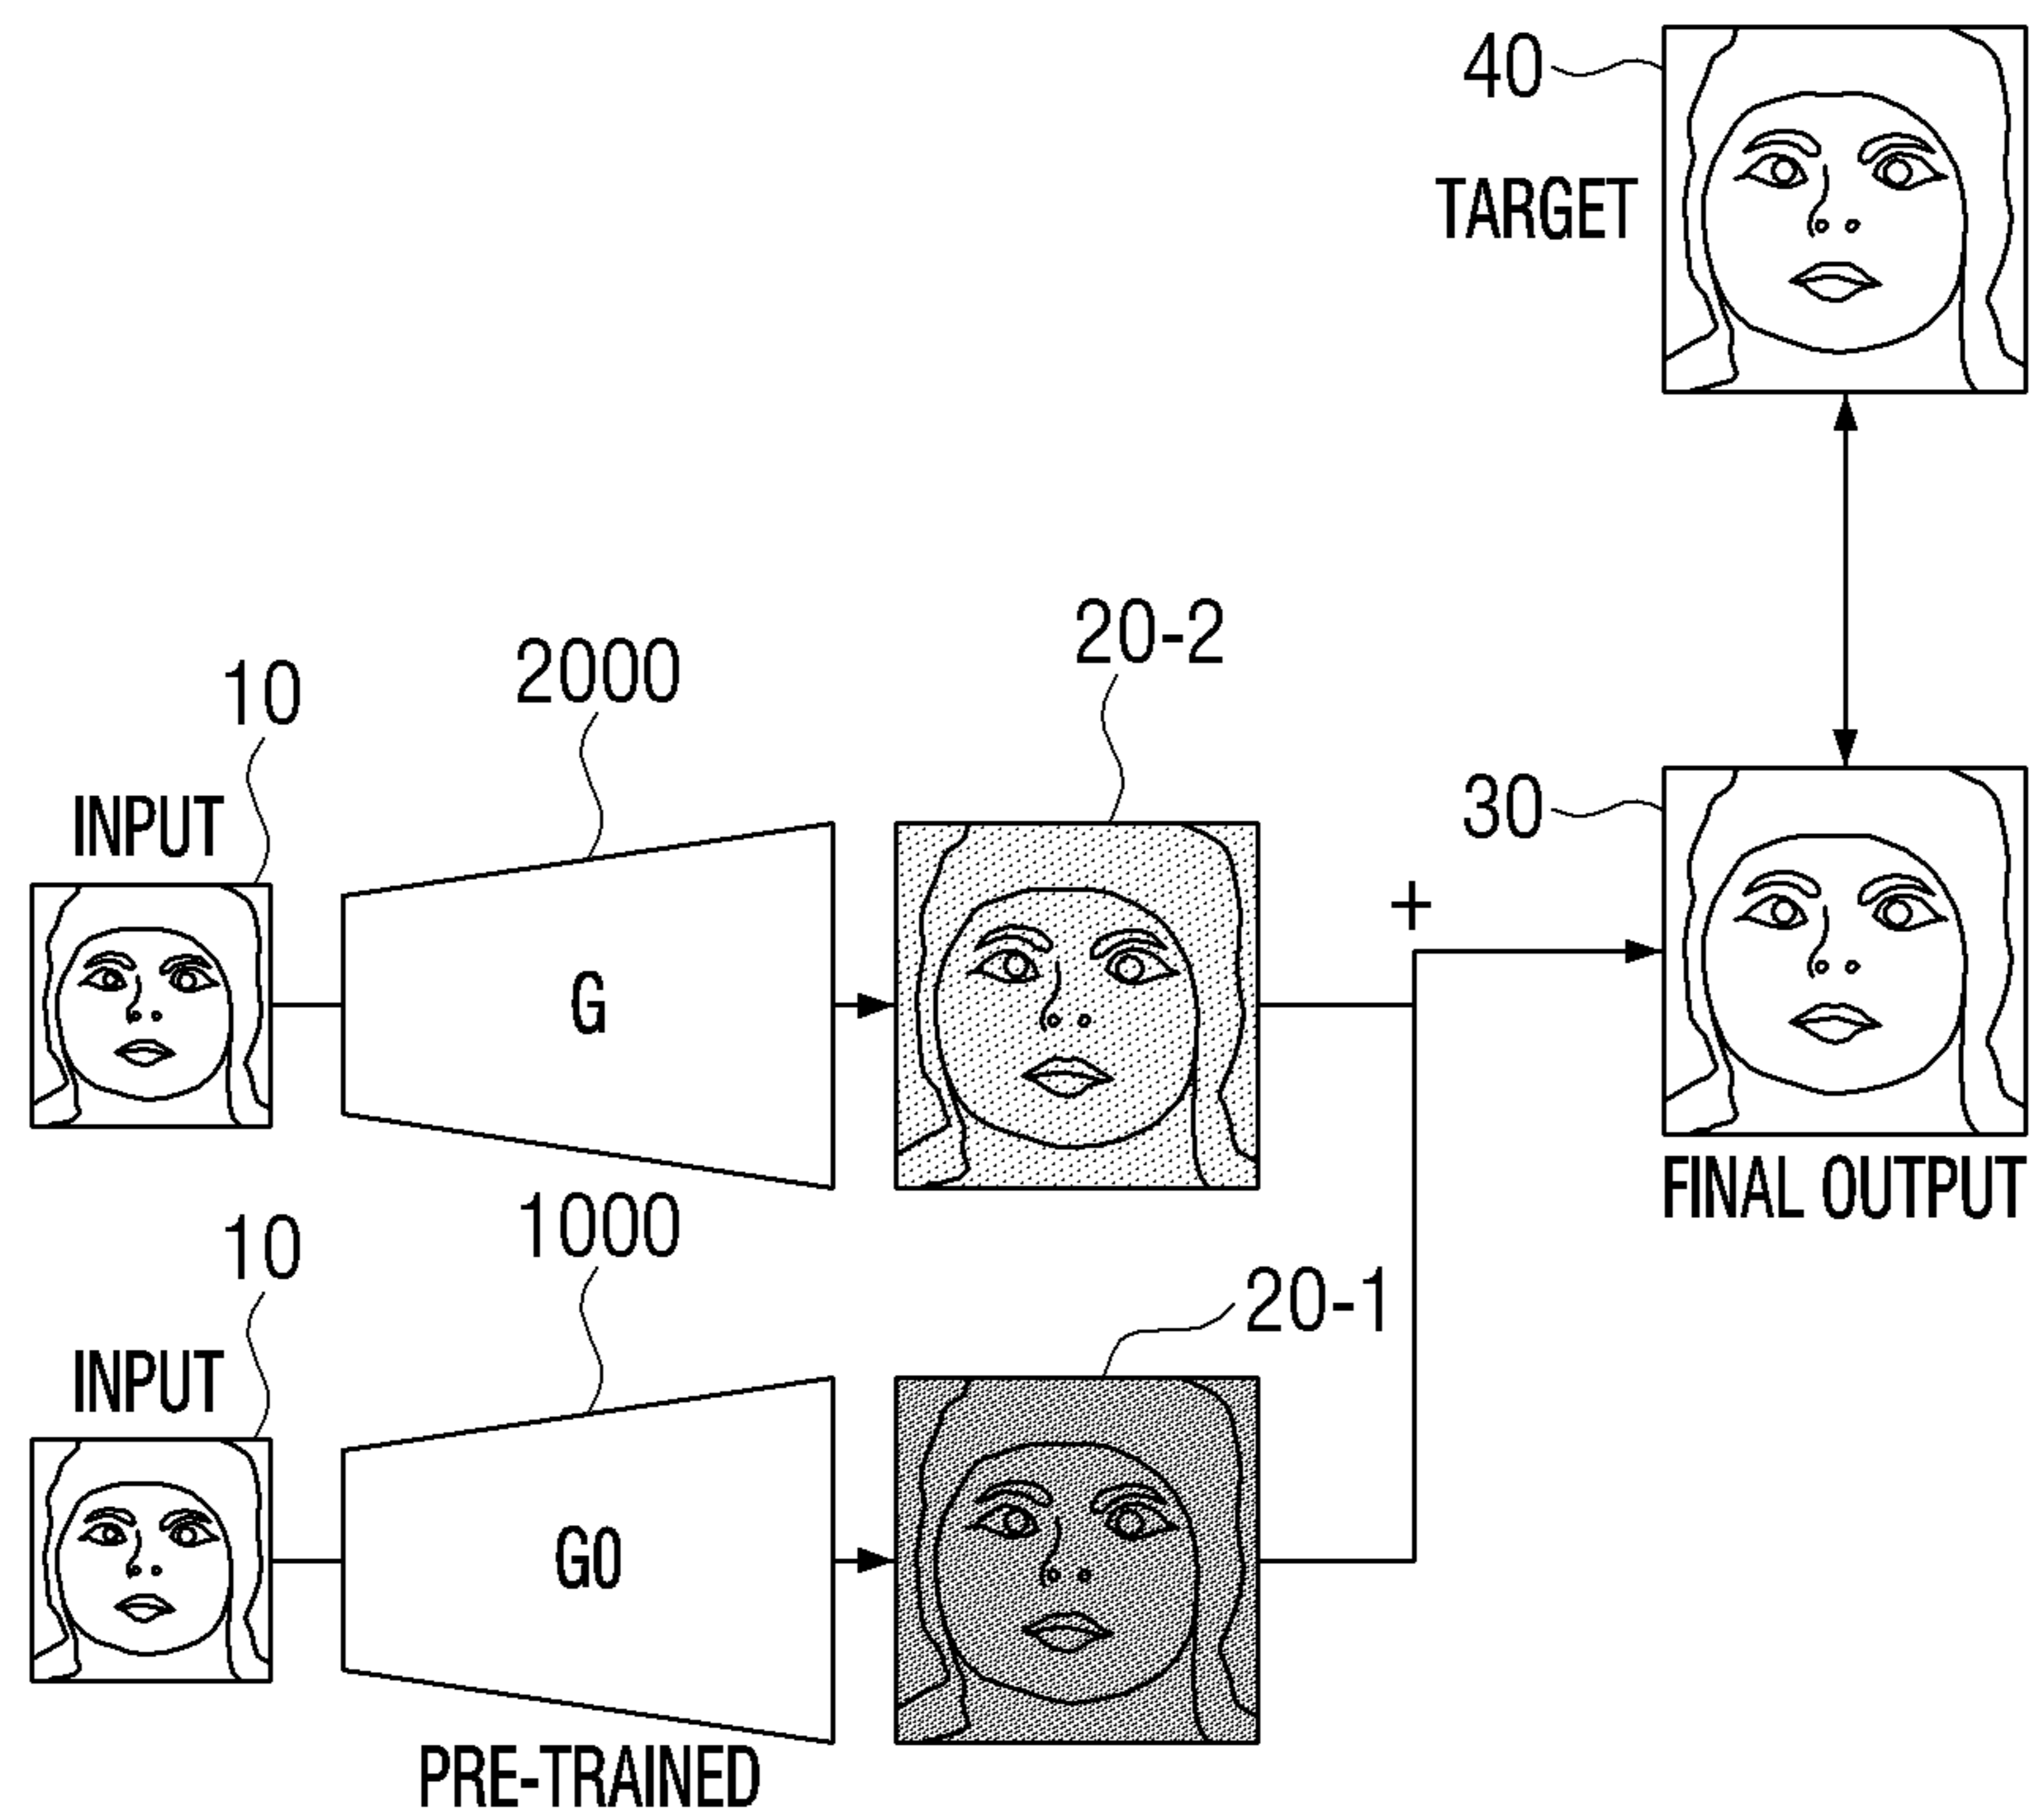 40
TARGET
20-2
2000
10
30
INPUT
+
G
FINAL OUTPUT
1000
10
20-1
INPUT
G0
PRE-TRAINED